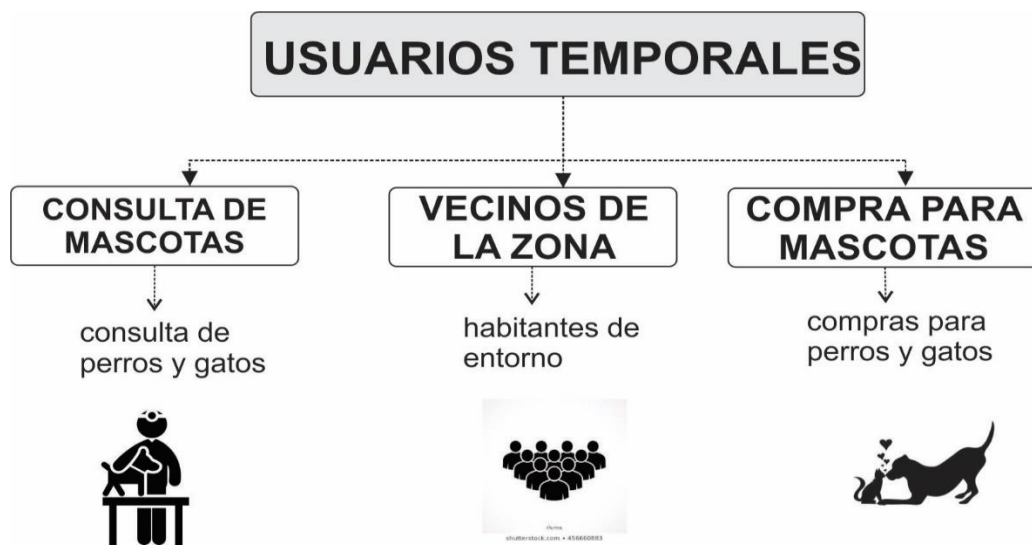 USUARIOS TEMPORALES
CONSULTA DE
MASCOTAS
VECINOS DE
LA ZONA
COMPRA PARA
MASCOTAS
consulta de
perros y gatos
habitantes de
entorno
compras para
perros y gatos
shutterstock.com • 456660883